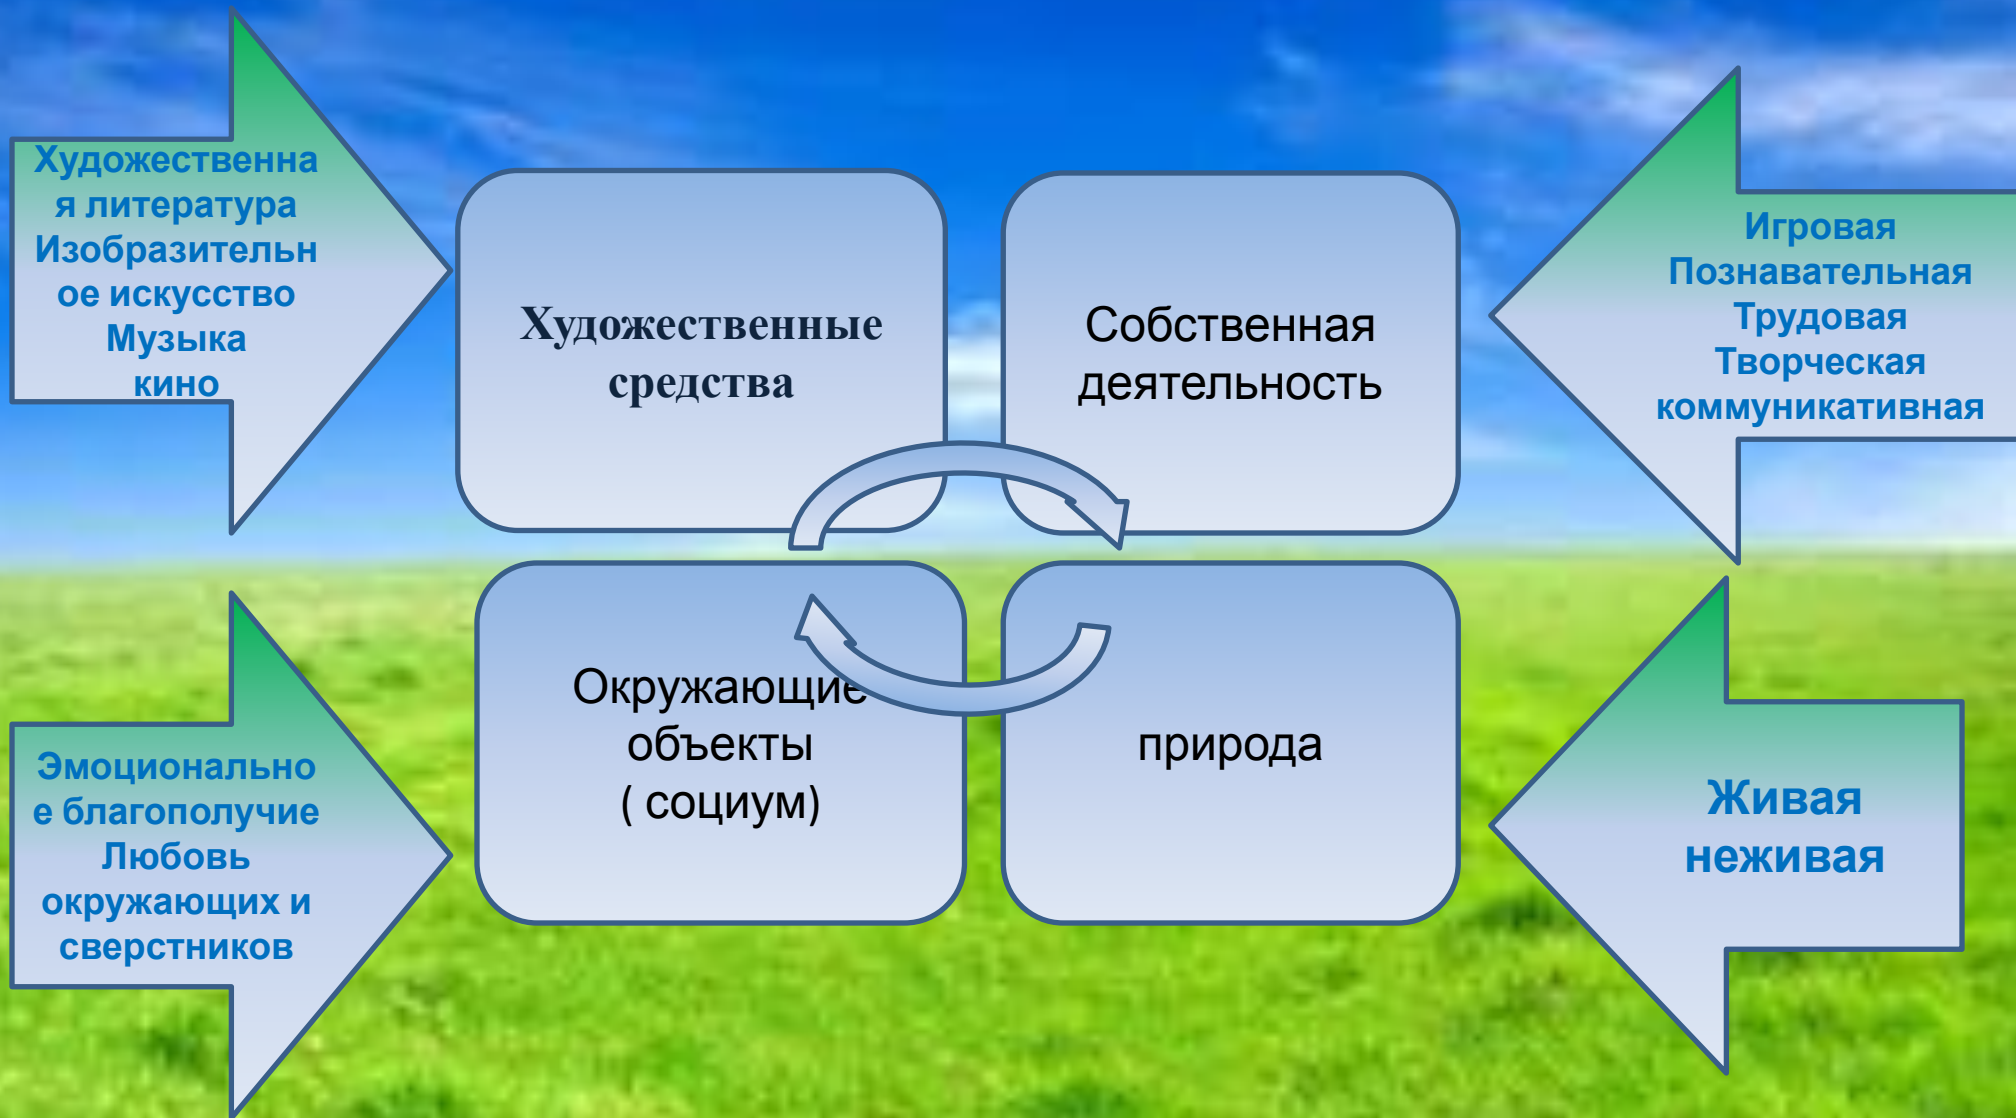 Художественна
я литература
Изобразительн
ое искусство
Музыка
кино
Художественные
средства
Собственная
деятельность
Игровая
Познавательная
Трудовая
Творческая
коммуникативная
Эмоционально
е благополучие
Любовь
окружающих и
сверстников
Окружающие
объекты
( социум)
природа
Живая
неживая